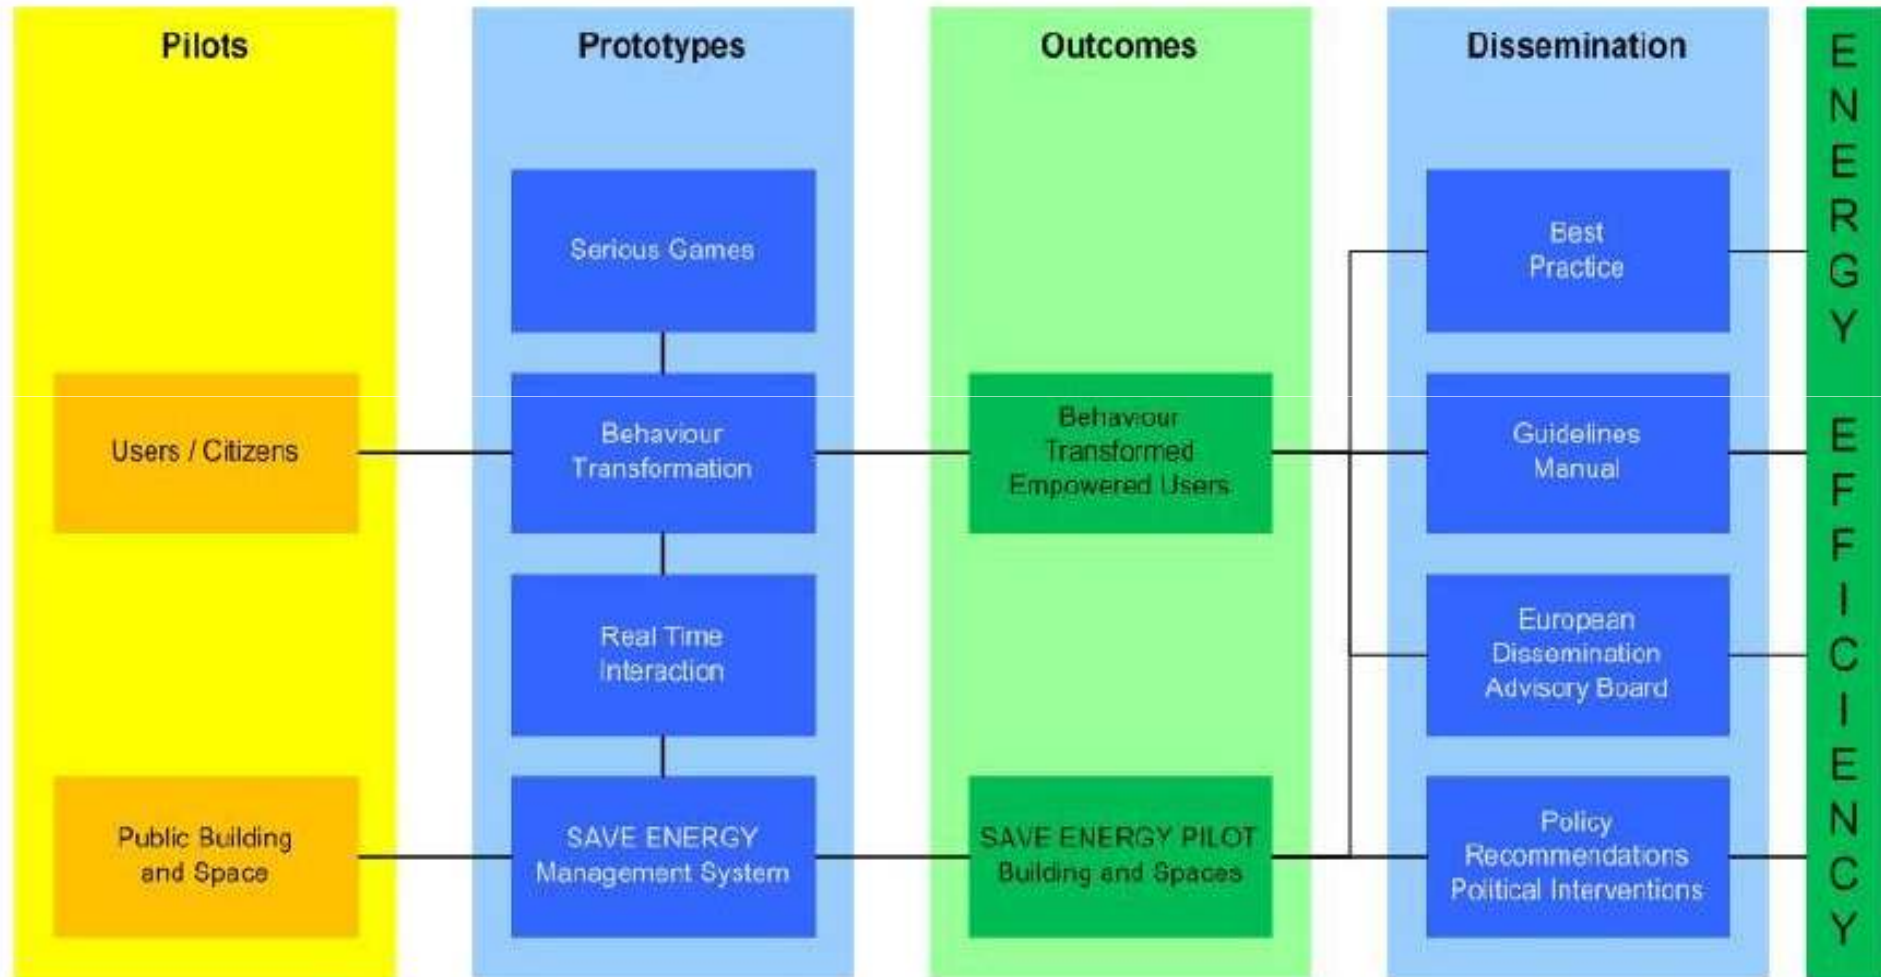 Pilots
Users / Citizens
Public Building
and Space
Prototypes
Serious Games
Behaviour
Transformation
Real Time
Interaction
SAVE ENERGY
Management System
Outcomes
Behaviour
Transformed
Empowered Users
SAVE ENERGY PILOT
Building and Spaces
Dissemination
Best
Practice
Guidelines
Manual
European
Dissemination
Advisory Board
Policy
Recommendations
Political Interventions
ENERGY EFFICIENCY